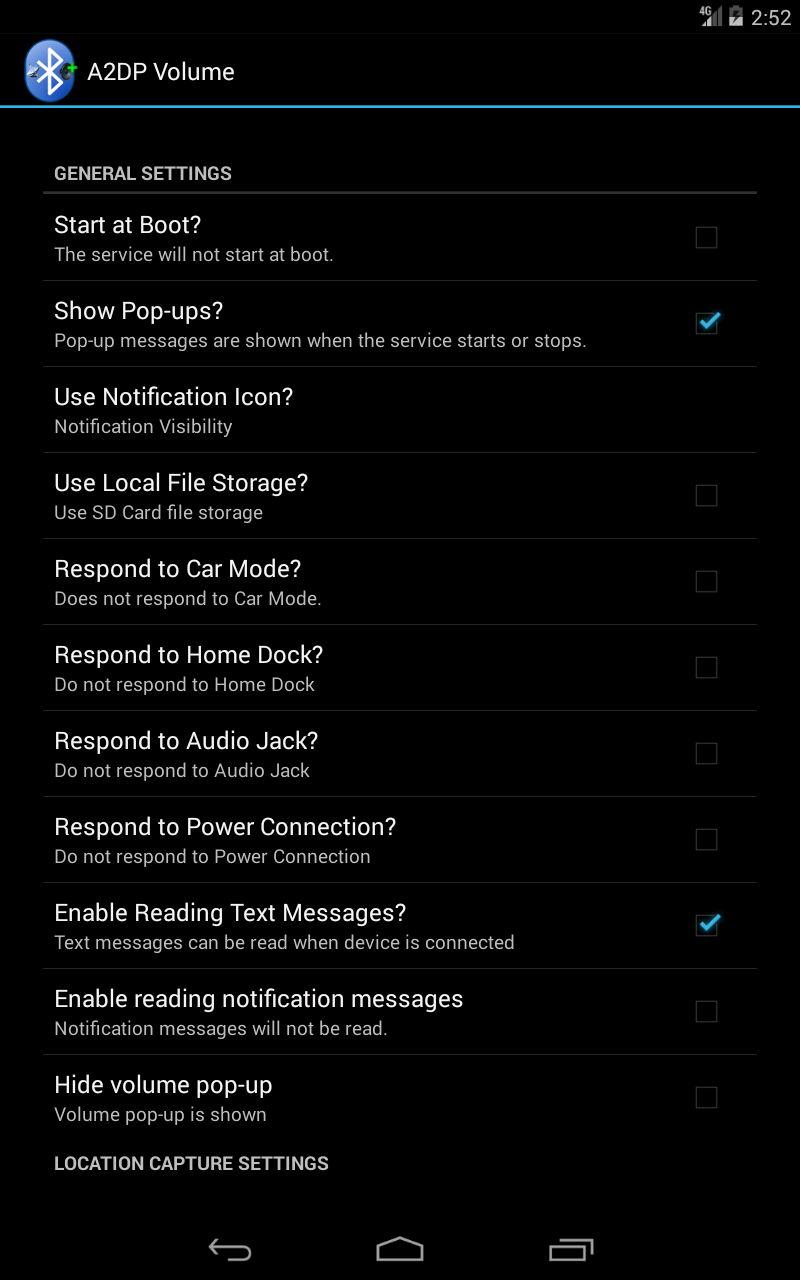 4G 2:52
A2DP Volume
GENERAL SETTINGS
Start at Boot?
The service will not start at boot.
Show Pop-ups?
Pop-up messages are shown when the service starts or stops.
Use Notification Icon?
Notification Visibility
Use Local File Storage?
Use SD Card file storage
Respond to Car Mode?
Does not respond to Car Mode.
Respond to Home Dock?
Do not respond to Home Dock
Respond to Audio Jack?
Do not respond to Audio Jack
Respond to Power Connection?
Do not respond to Power Connection
Enable Reading Text Messages?
Text messages can be read when device is connected
Enable reading notification messages
Notification messages will not be read.
Hide volume pop-up
Volume pop-up is shown
LOCATION CAPTURE SETTINGS